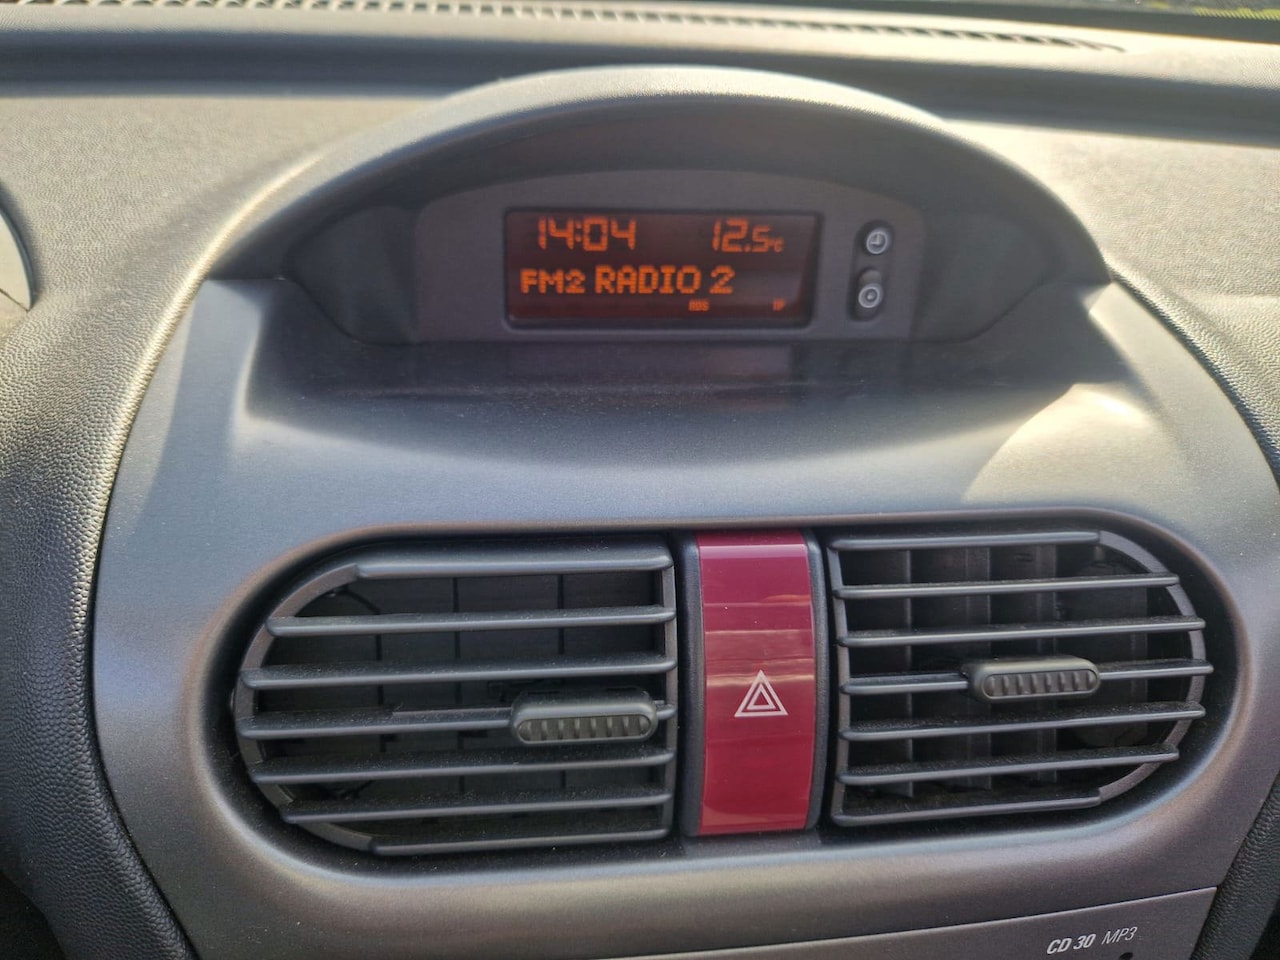 14:04 12.5°C
FM2 RADIO 2
RDS TP
CD 30 MP3